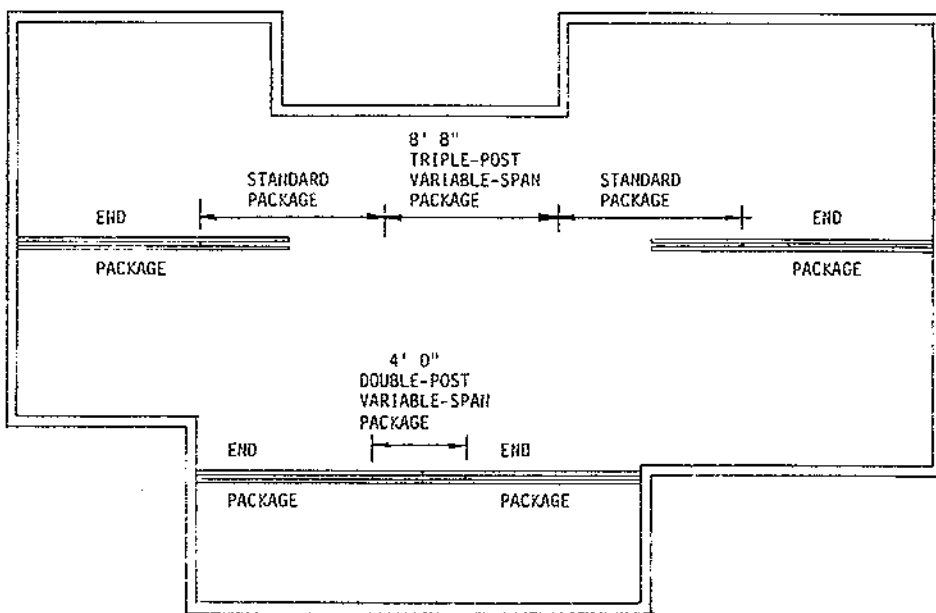 8' 8"
TRIPLE-POST
VARIABLE-SPAN
PACKAGE
STANDARD
PACKAGE
STANDARD
PACKAGE
END
PACKAGE
END
PACKAGE
4' 0"
DOUBLE-POST
VARIABLE-SPAN
PACKAGE
END
PACKAGE
END
PACKAGE